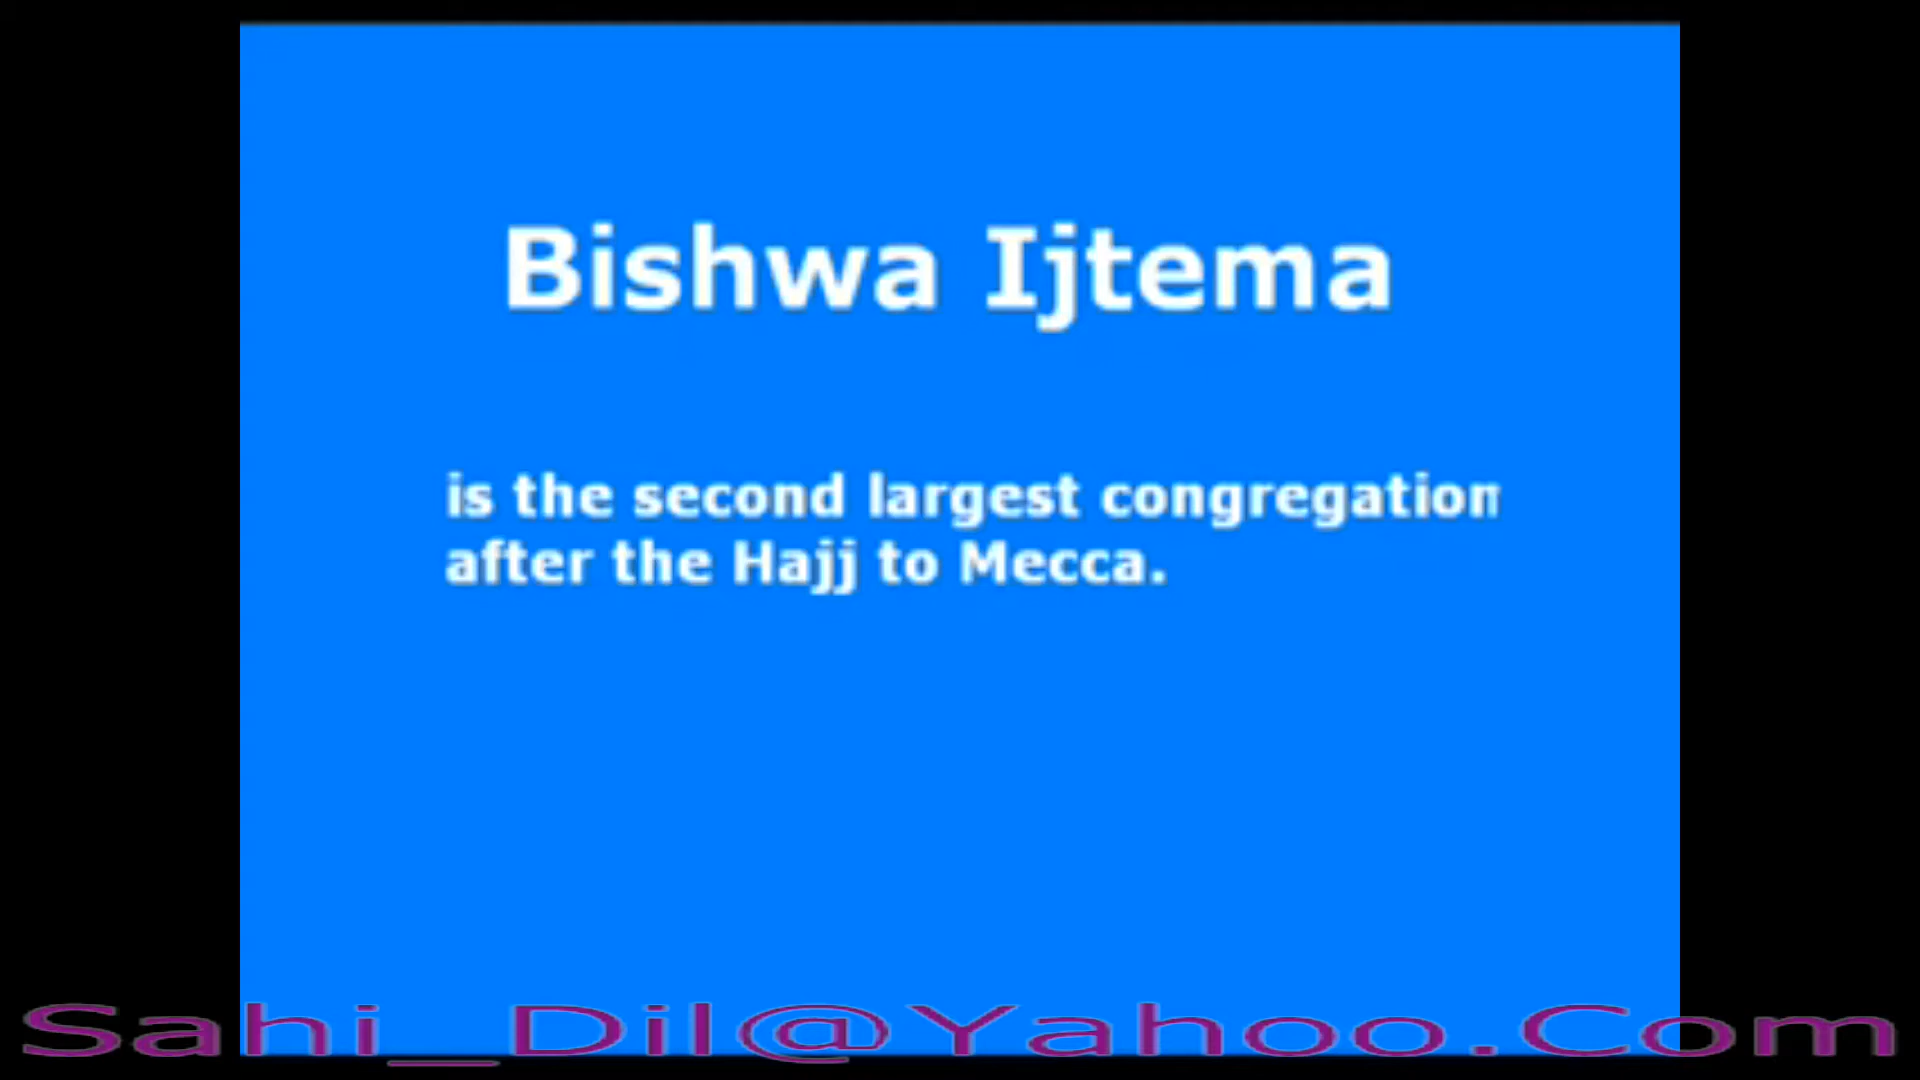 Bishwa Ijtema
is the second largest congregation
after the Hajj to Mecca.
Sahi_Dil@Yahoo.Com